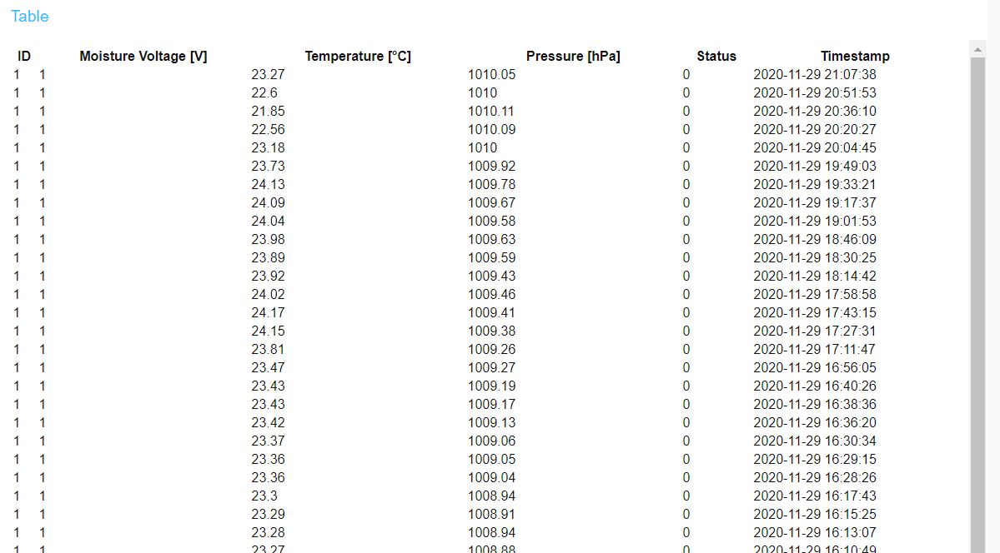 Table
ID Moisture Voltage [V] Temperature [°C] Pressure [hPa] Status Timestamp
1 1 23.27 1010.05 0 2020-11-29 21:07:38
1 1 22.6 1010 0 2020-11-29 20:51:53
1 1 21.85 1010.11 0 2020-11-29 20:36:10
1 1 22.56 1010.09 0 2020-11-29 20:20:27
1 1 23.18 1010 0 2020-11-29 20:04:45
1 1 23.73 1009.92 0 2020-11-29 19:49:03
1 1 24.13 1009.78 0 2020-11-29 19:33:21
1 1 24.09 1009.67 0 2020-11-29 19:17:37
1 1 24.04 1009.58 0 2020-11-29 19:01:53
1 1 23.98 1009.63 0 2020-11-29 18:46:09
1 1 23.89 1009.59 0 2020-11-29 18:30:25
1 1 23.92 1009.43 0 2020-11-29 18:14:42
1 1 24.02 1009.46 0 2020-11-29 17:58:58
1 1 24.17 1009.41 0 2020-11-29 17:43:15
1 1 24.15 1009.38 0 2020-11-29 17:27:31
1 1 23.81 1009.26 0 2020-11-29 17:11:47
1 1 23.47 1009.27 0 2020-11-29 16:56:05
1 1 23.43 1009.19 0 2020-11-29 16:40:26
1 1 23.43 1009.17 0 2020-11-29 16:38:36
1 1 23.42 1009.13 0 2020-11-29 16:36:20
1 1 23.37 1009.06 0 2020-11-29 16:30:34
1 1 23.36 1009.05 0 2020-11-29 16:29:15
1 1 23.36 1009.04 0 2020-11-29 16:28:26
1 1 23.3 1008.94 0 2020-11-29 16:17:43
1 1 23.29 1008.91 0 2020-11-29 16:15:25
1 1 23.28 1008.94 0 2020-11-29 16:13:07
1 1 23.27 1008.88 0 2020-11-29 16:10:49